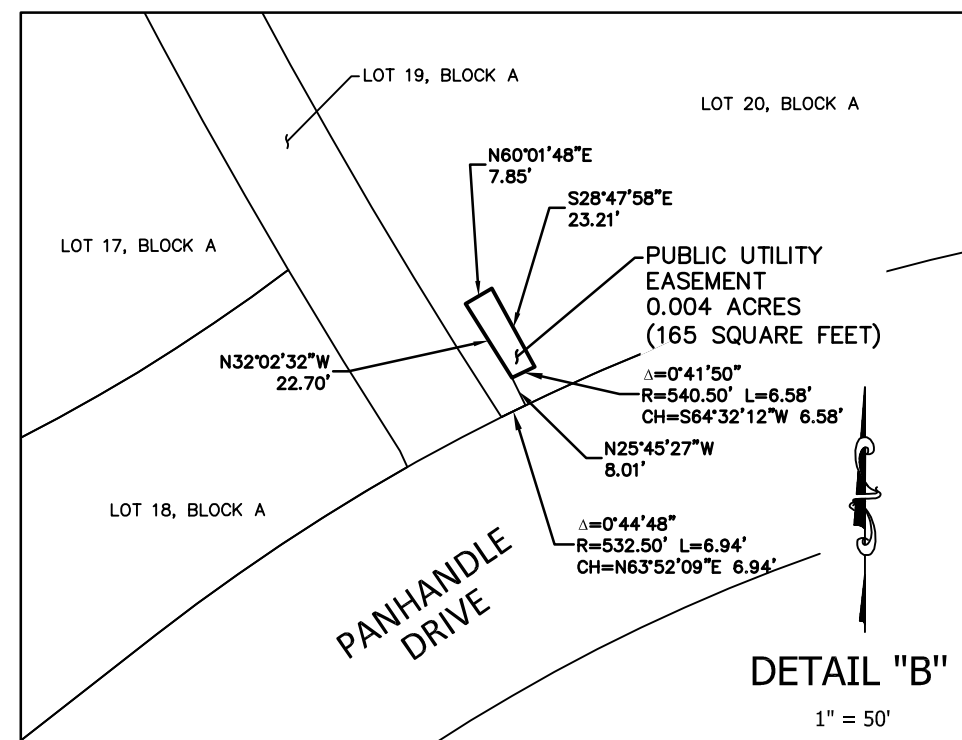 LOT 19, BLOCK A
LOT 20, BLOCK A
N60°01'48"E
7.85'
S28°47'58"E
23.21'
LOT 17, BLOCK A
PUBLIC UTILITY
EASEMENT
0.004 ACRES
(165 SQUARE FEET)
N32°02'32"W
22.70'
Δ=0°41'50"
R=540.50' L=6.58'
CH=S64°32'12"W 6.58'
N25°45'27"W
8.01'
LOT 18, BLOCK A
Δ=0°44'48"
R=532.50' L=6.94'
CH=N63°52'09"E 6.94'
PANHANDLE
DRIVE
DETAIL "B"
1" = 50'